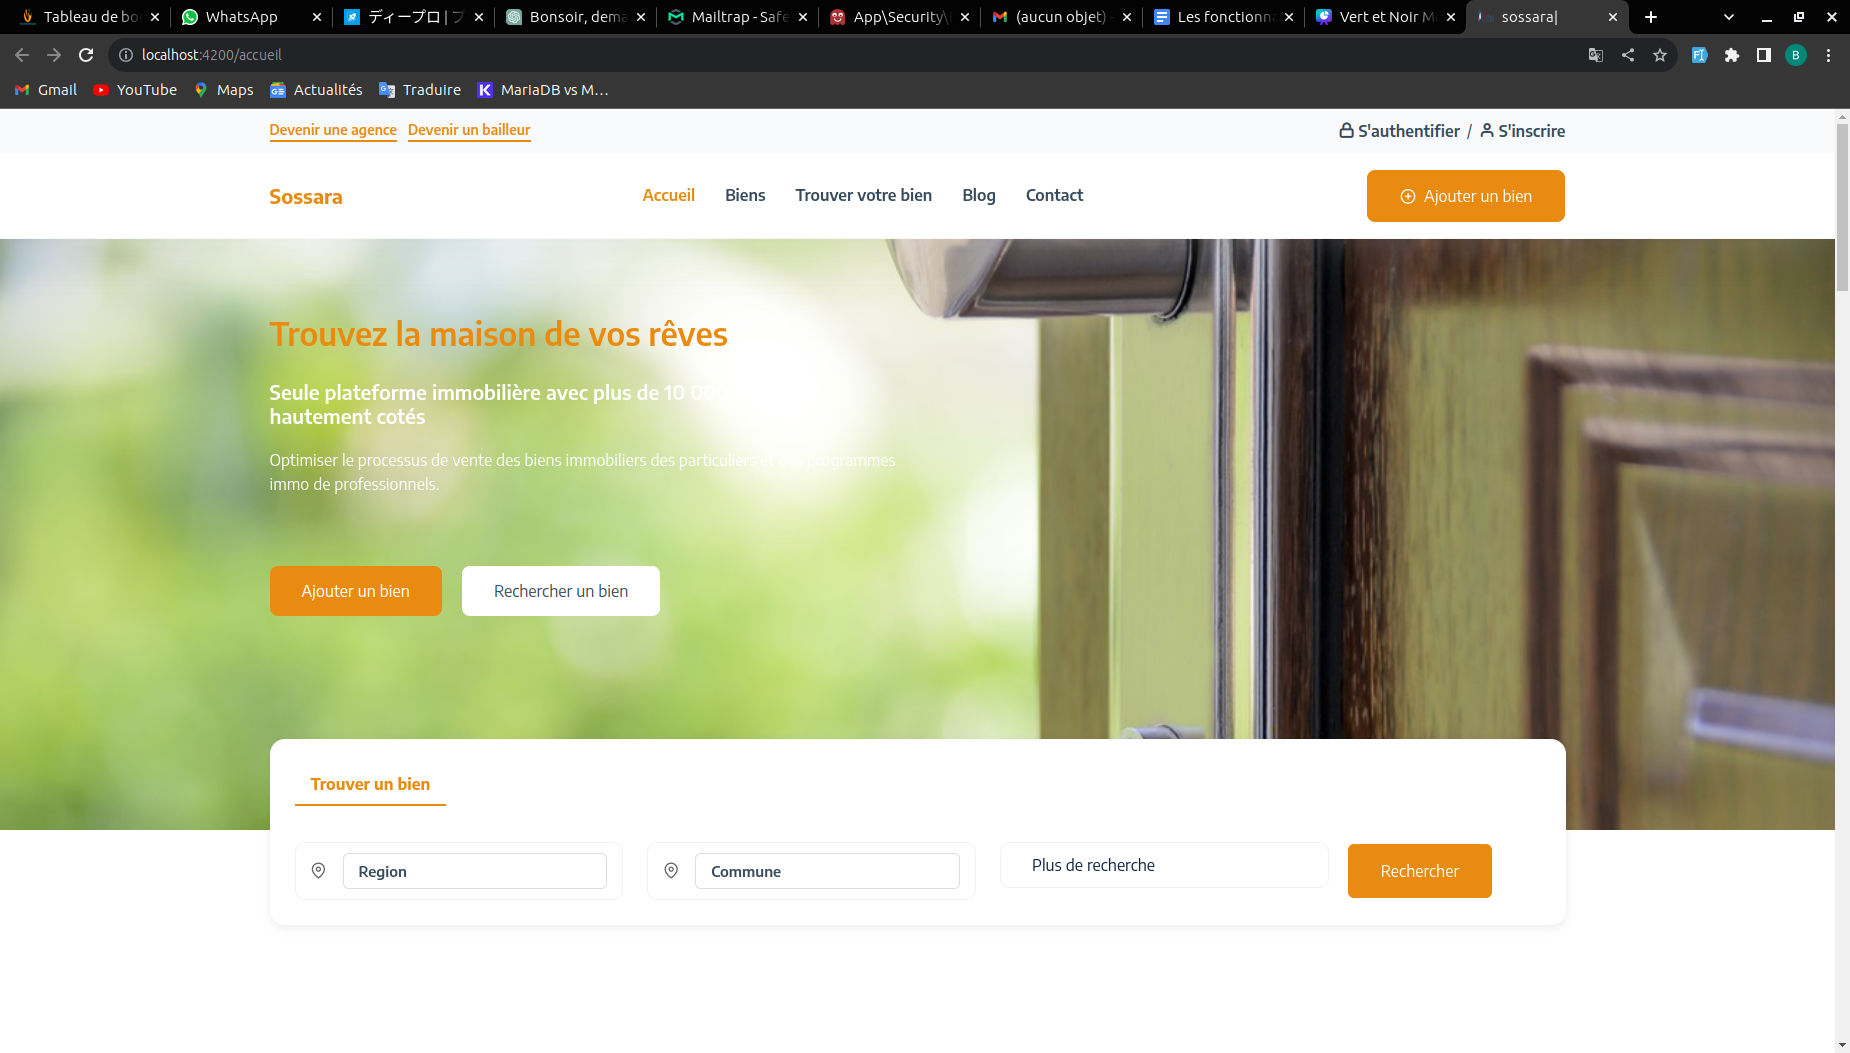 Tableau de bo
WhatsApp
ディープロ |
Bonsoir, dema
Mailtrap - Safe
App\Security\
(aucun objet)
Les fonctionna
Vert et Noir M
sossara|
localhost:4200/accueil
B
Gmail
YouTube
Maps
Actualités
Traduire
K MariaDB vs M...
Devenir une agence Devenir un bailleur
S'authentifier / S'inscrire
Sossara
Accueil Biens Trouver votre bien Blog Contact
Ajouter un bien
Trouvez la maison de vos rêves
Seule plateforme immobilière avec plus de 10 000
hautement cotés
Optimiser le processus de vente des biens immobiliers des particuliers et des programmes
immo de professionnels.
Ajouter un bien
Rechercher un bien
Trouver un bien
Region
Commune
Plus de recherche
Rechercher